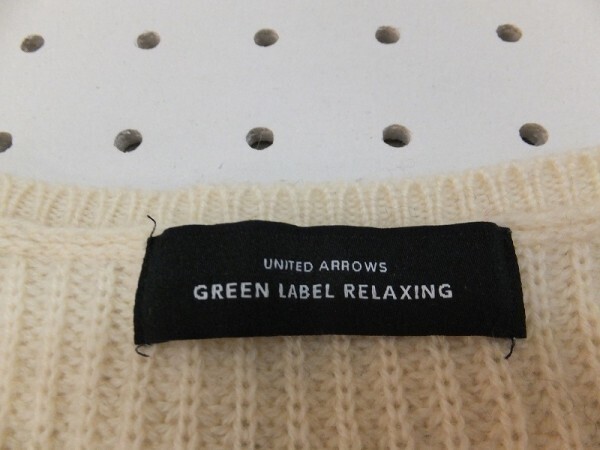 UNITED ARROWS
GREEN LABEL RELAXING